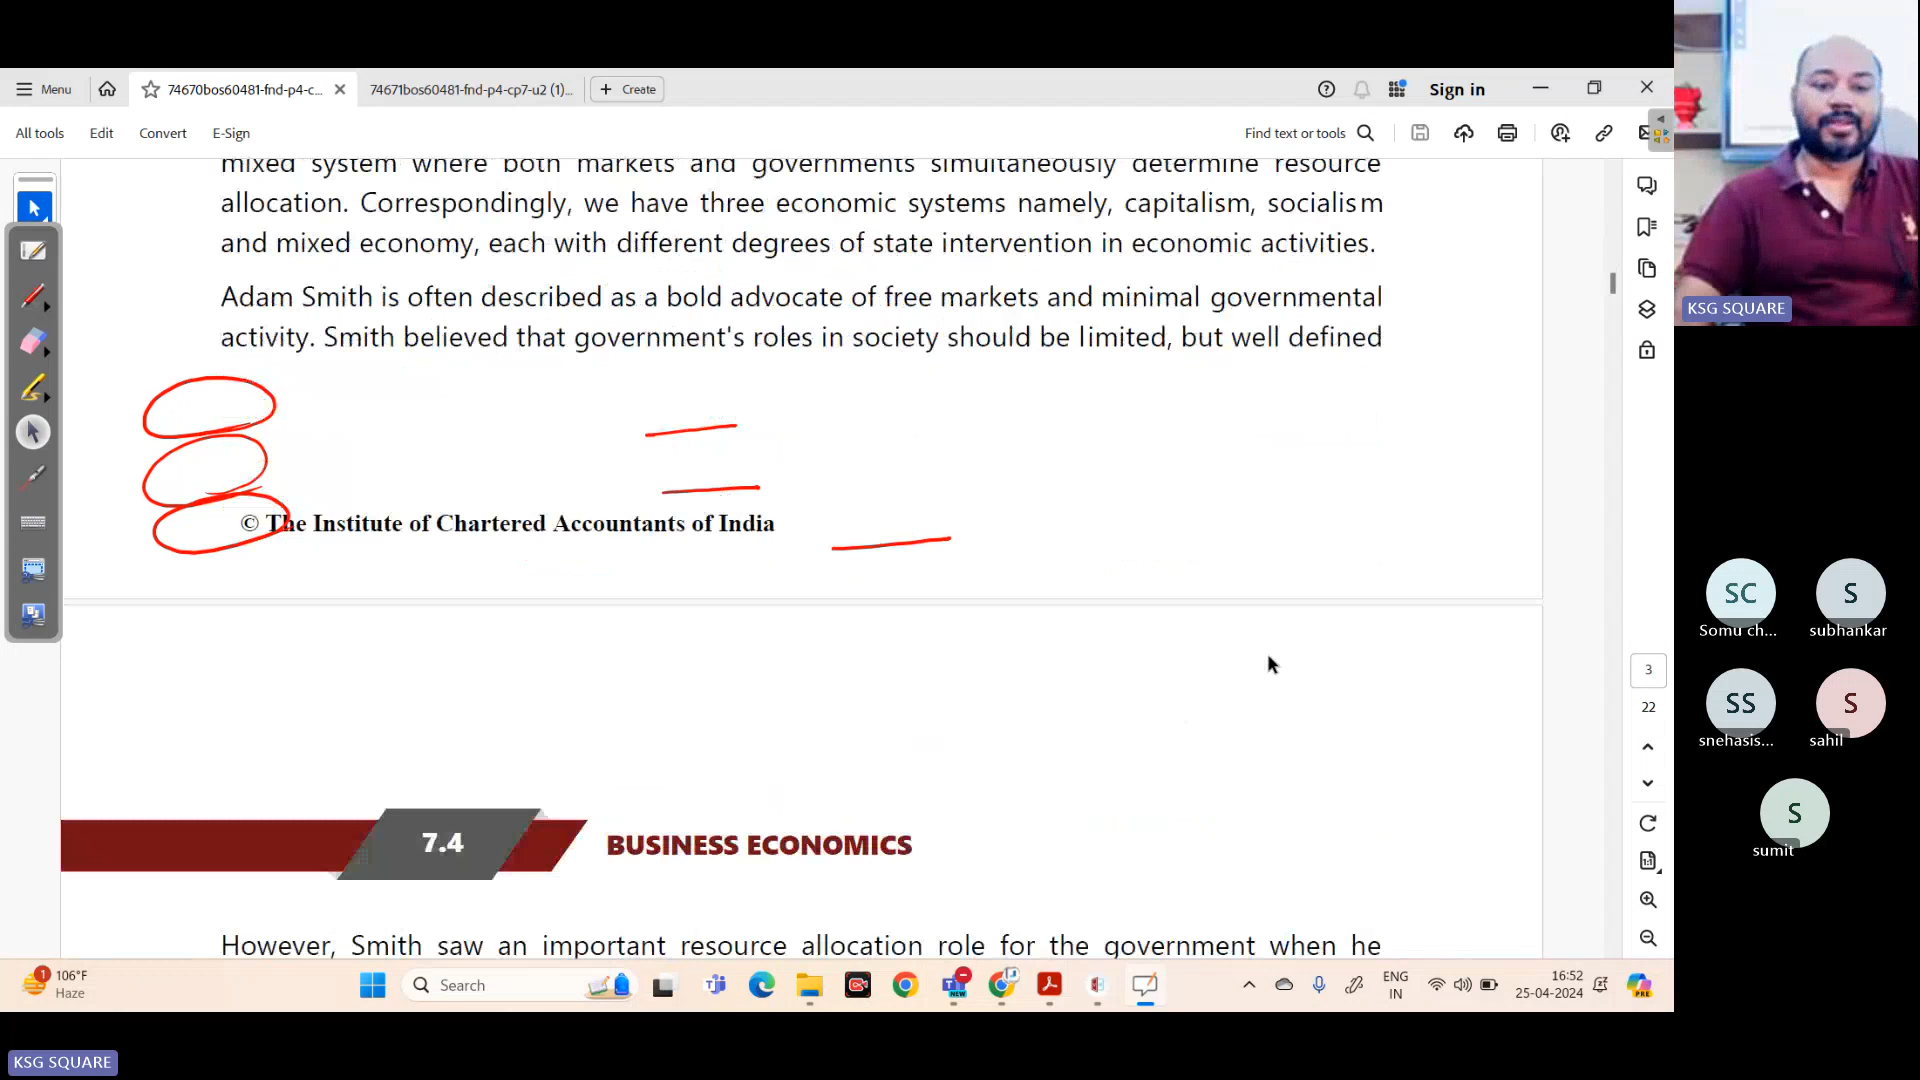 Menu
74670bos60481-fnd-p4-c...
74671bos60481-fnd-p4-cp7-u2 (1)...
Create
Sign in
All tools
Edit
Convert
E-Sign
Find text or tools
mixed system where both markets and governments simultaneously determine resource
allocation. Correspondingly, we have three economic systems namely, capitalism, socialism
and mixed economy, each with different degrees of state intervention in economic activities.
Adam Smith is often described as a bold advocate of free markets and minimal governmental
activity. Smith believed that government's roles in society should be limited, but well defined
© The Institute of Chartered Accountants of India
7.4
BUSINESS ECONOMICS
However, Smith saw an important resource allocation role for the government when he
3
22
KSG SQUARE
SC
Somu ch...
S
subhankar
SS
snehasis...
S
sahil
S
sumit
1
106°F
Haze
Search
NEW
ENG
IN
16:52
25-04-2024
PRE
KSG SQUARE